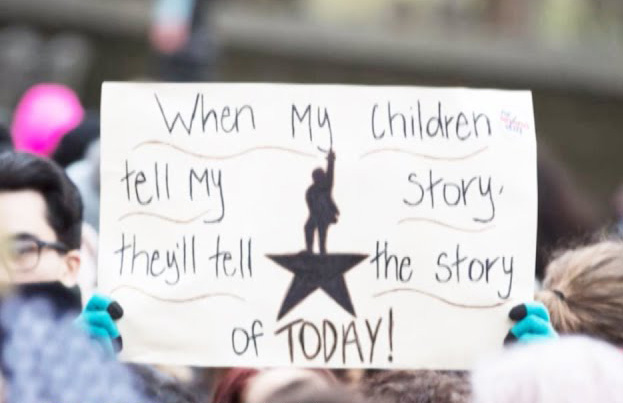 When My Children
tell My story,
they'll tell the story
of TODAY!